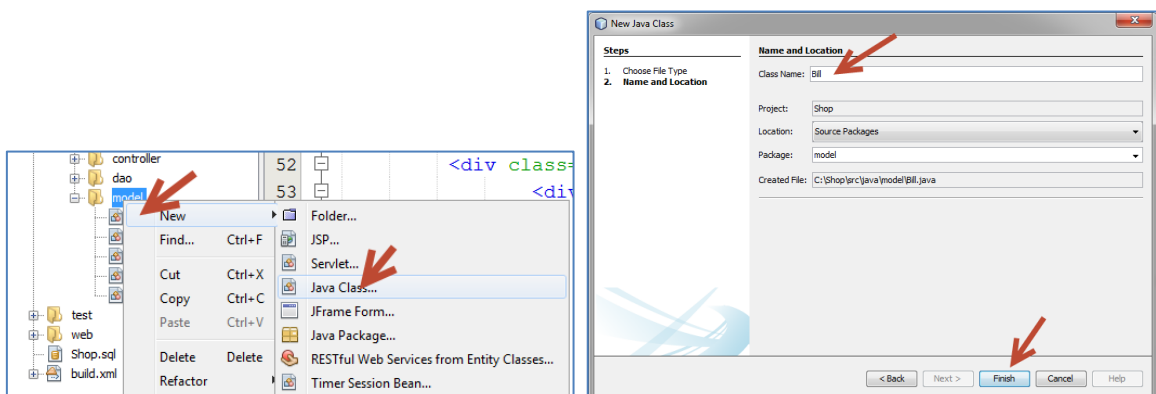 controller
dao
model
test
web
Shop.sql
build.xml
52 <div class=
53 <div
New
Find... Ctrl+F
Cut Ctrl+X
Copy Ctrl+C
Paste Ctrl+V
Delete Delete
Refactor
Folder...
JSP...
Servlet...
Java Class...
JFrame Form...
Java Package...
RESTful Web Services from Entity Classes...
Timer Session Bean...
New Java Class
Steps
1. Choose File Type
2. Name and Location
Name and Location
Class Name: Bill
Project: Shop
Location: Source Packages
Package: model
Created File: C:\Shop\src\java\model\Bill.java
< Back Next > Finish Cancel Help